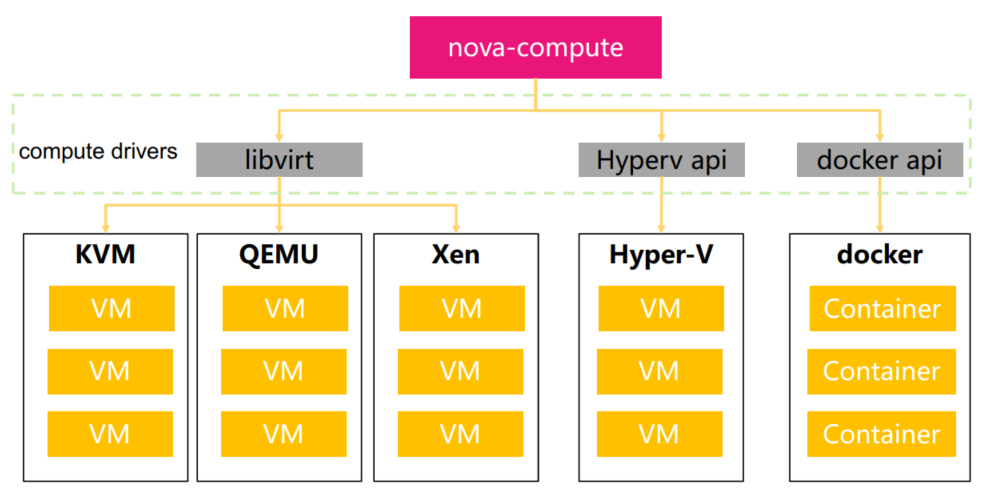 nova-compute
compute drivers
libvirt
Hyperv api
docker api
KVM
QEMU
Xen
Hyper-V
docker
VM
VM
VM
VM
Container
VM
VM
VM
VM
Container
VM
VM
VM
VM
Container